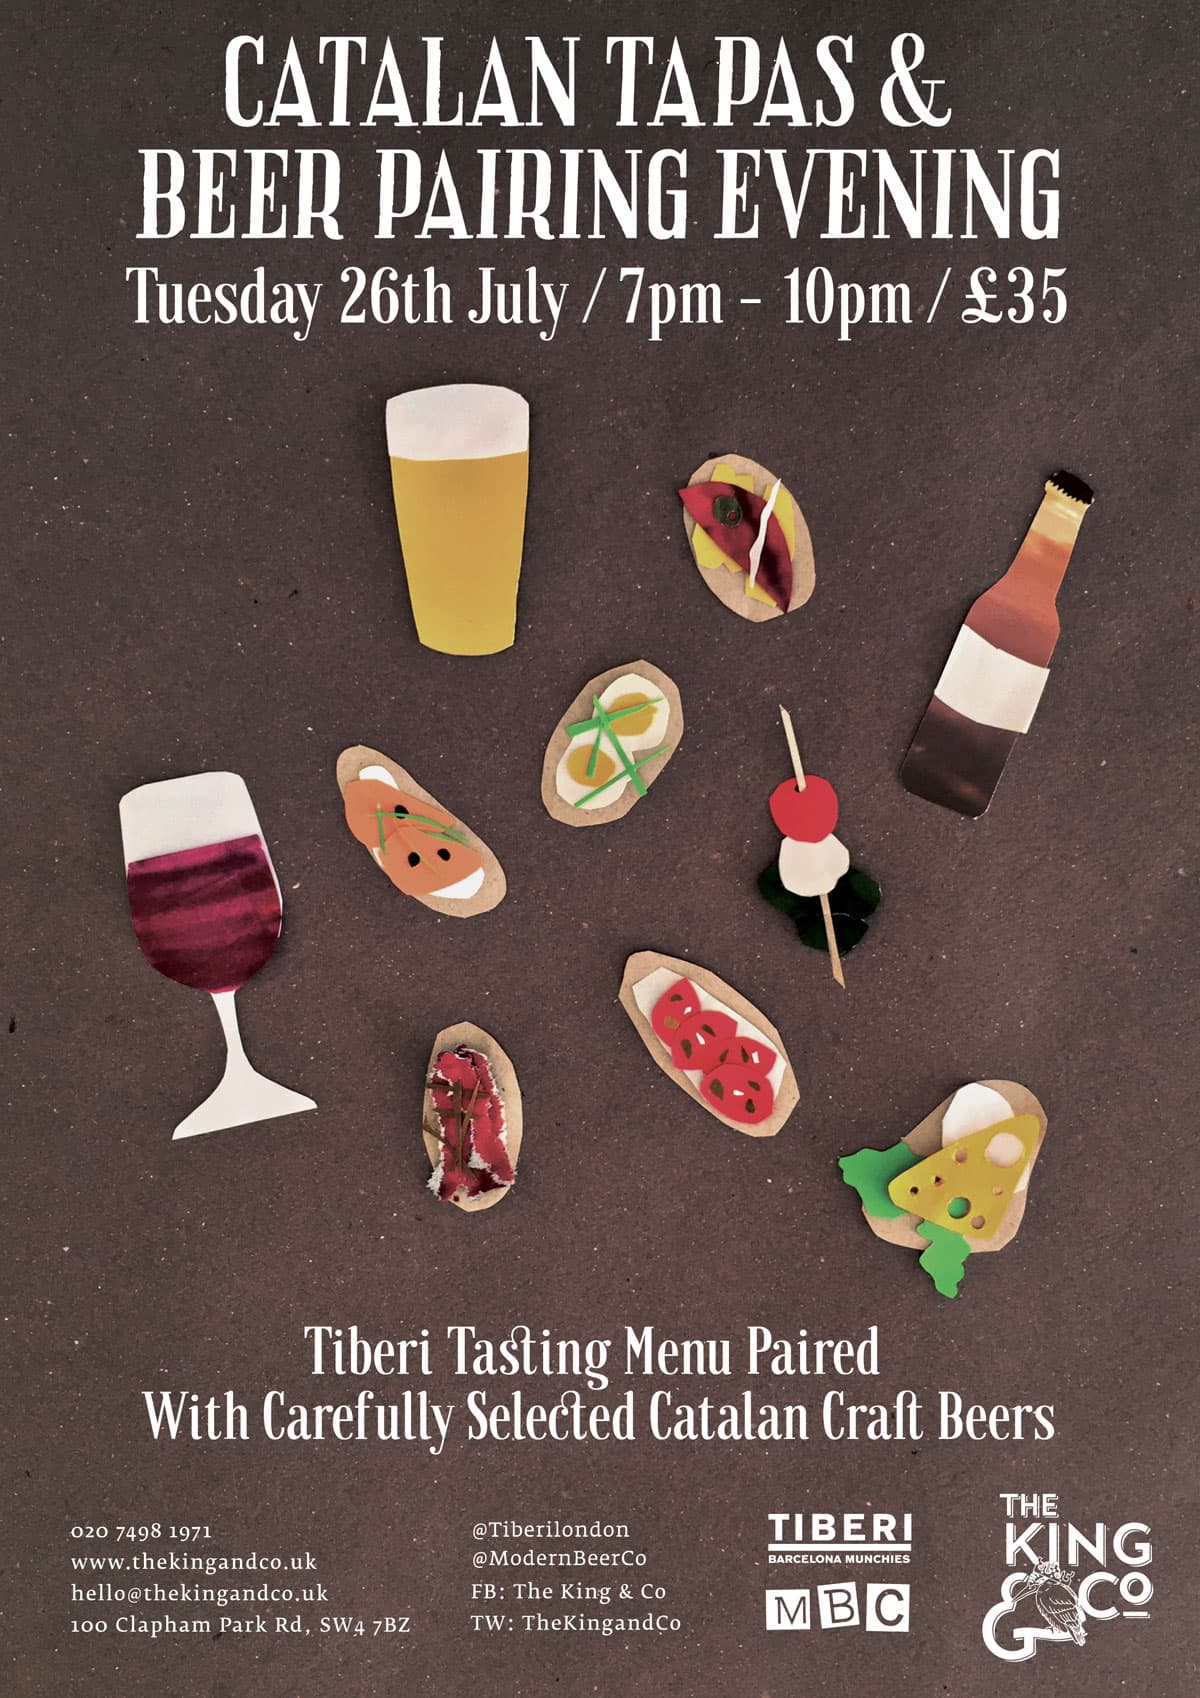 CATALAN TAPAS &
BEER PAIRING EVENING
Tuesday 26th July / 7pm - 10pm / £35
Tiberi Tasting Menu Paired
With Carefully Selected Catalan Craft Beers
020 7498 1971
www.thekingandco.uk
hello@thekingandco.uk
100 Clapham Park Rd, SW4 7BZ
@Tiberilondon
@ModernBeerCo
FB: The King & Co
TW: TheKingandCo
TIBERI
BARCELONA MUNCHIES
MBC
THE
KING
& CO